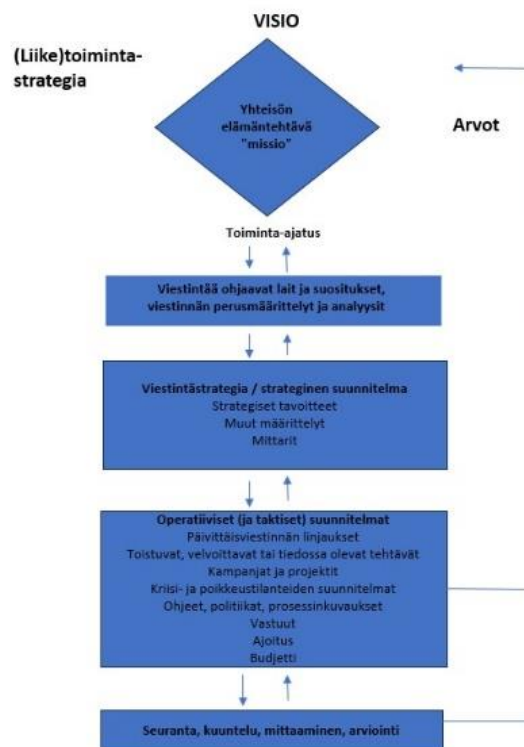 VISIO
(Liike)toiminta-
strategia
Yhteisön
elämäntehtävä
"missio"
Arvot
Toiminta-ajatus
Viestintää ohjaavat lait ja suositukset,
viestinnän perusmäärittelyt ja analyysit
Viestintästrategia / strateginen suunnitelma
Strategiset tavoitteet
Muut määrittelyt
Mittarit
Operatiiviset (ja taktiset) suunnitelmat
Päivittäisviestinnän linjaukset
Toistuvat, velvoittavat tai tiedossa olevat tehtävät
Kampanjat ja projektit
Kriisi- ja poikkeustilanteiden suunnitelmat
Ohjeet, politiikat, prosessinkuvaukset
Vastuut
Ajoitus
Budjetti
Seuranta, kuuntelu, mittaaminen, arviointi